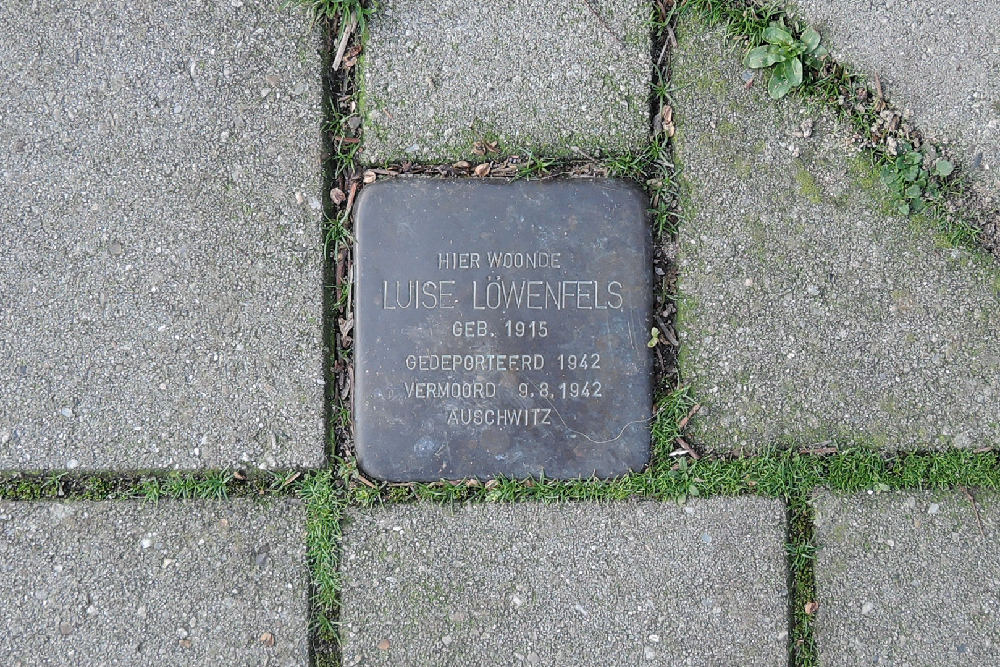 HIER WOONDE
LUISE LÖWENFELS
GEB. 1915
GEDEPORTEERD 1942
VERMOORD 9.8.1942
AUSCHWITZ